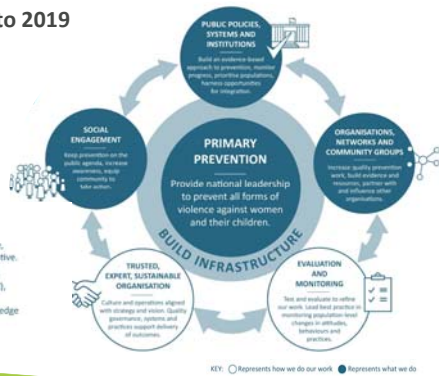 to 2019
PUBLIC POLICIES,
SYSTEMS AND
INSTITUTIONS
Build an evidence-based
approach to prevention, monitor
progress, prioritise populations,
harness opportunities
for integration.
SOCIAL
ENGAGEMENT
Keep prevention on the
public agenda, increase
awareness, equip
community to
take action.
PRIMARY
PREVENTION
Provide national leadership
to prevent all forms of
violence against women
and their children.
BUILD INFRASTRUCTURE
ORGANISATIONS,
NETWORKS AND
COMMUNITY GROUPS
Increase quality prevention
work, build evidence and
resources, partner with
and influence other
organisations.
TRUSTED,
EXPERT, SUSTAINABLE
ORGANISATION
Culture and operations aligned
with strategy and vision. Quality
governance, systems and
practices support delivery
of outcomes.
EVALUATION
AND
MONITORING
Test and evaluate to refine
our work. Lead best practice in
monitoring population-level
changes in attitudes,
behaviours and
practices.
KEY: Represents how we do our work Represents what we do